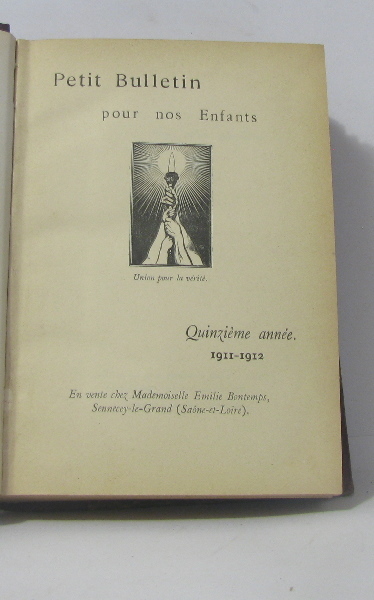 Petit Bulletin
pour nos Enfants
Union pour la vérité.
Quinzième année.
1911-1912
En vente chez Mademoiselle Emilie Bontemps,
Sennecey-le-Grand (Saône-et-Loire).